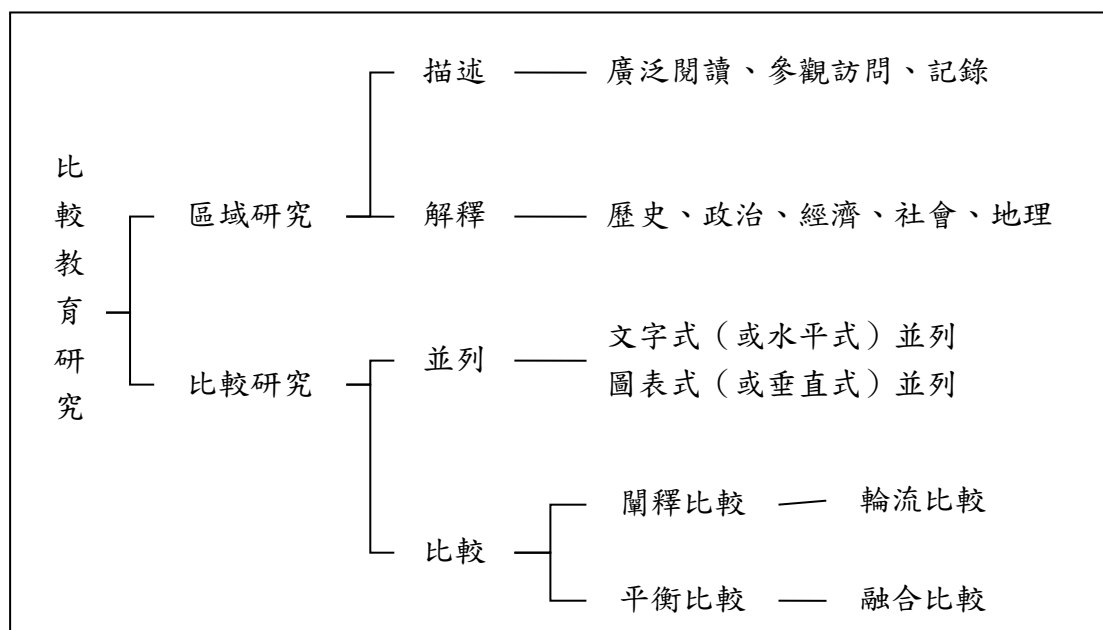 比較教育研究
區域研究
描述
廣泛閱讀、參觀訪問、記錄
解釋
歷史、政治、經濟、社會、地理
比較研究
並列
文字式（或水平式）並列
圖表式（或垂直式）並列
比較
闡釋比較
輪流比較
平衡比較
融合比較